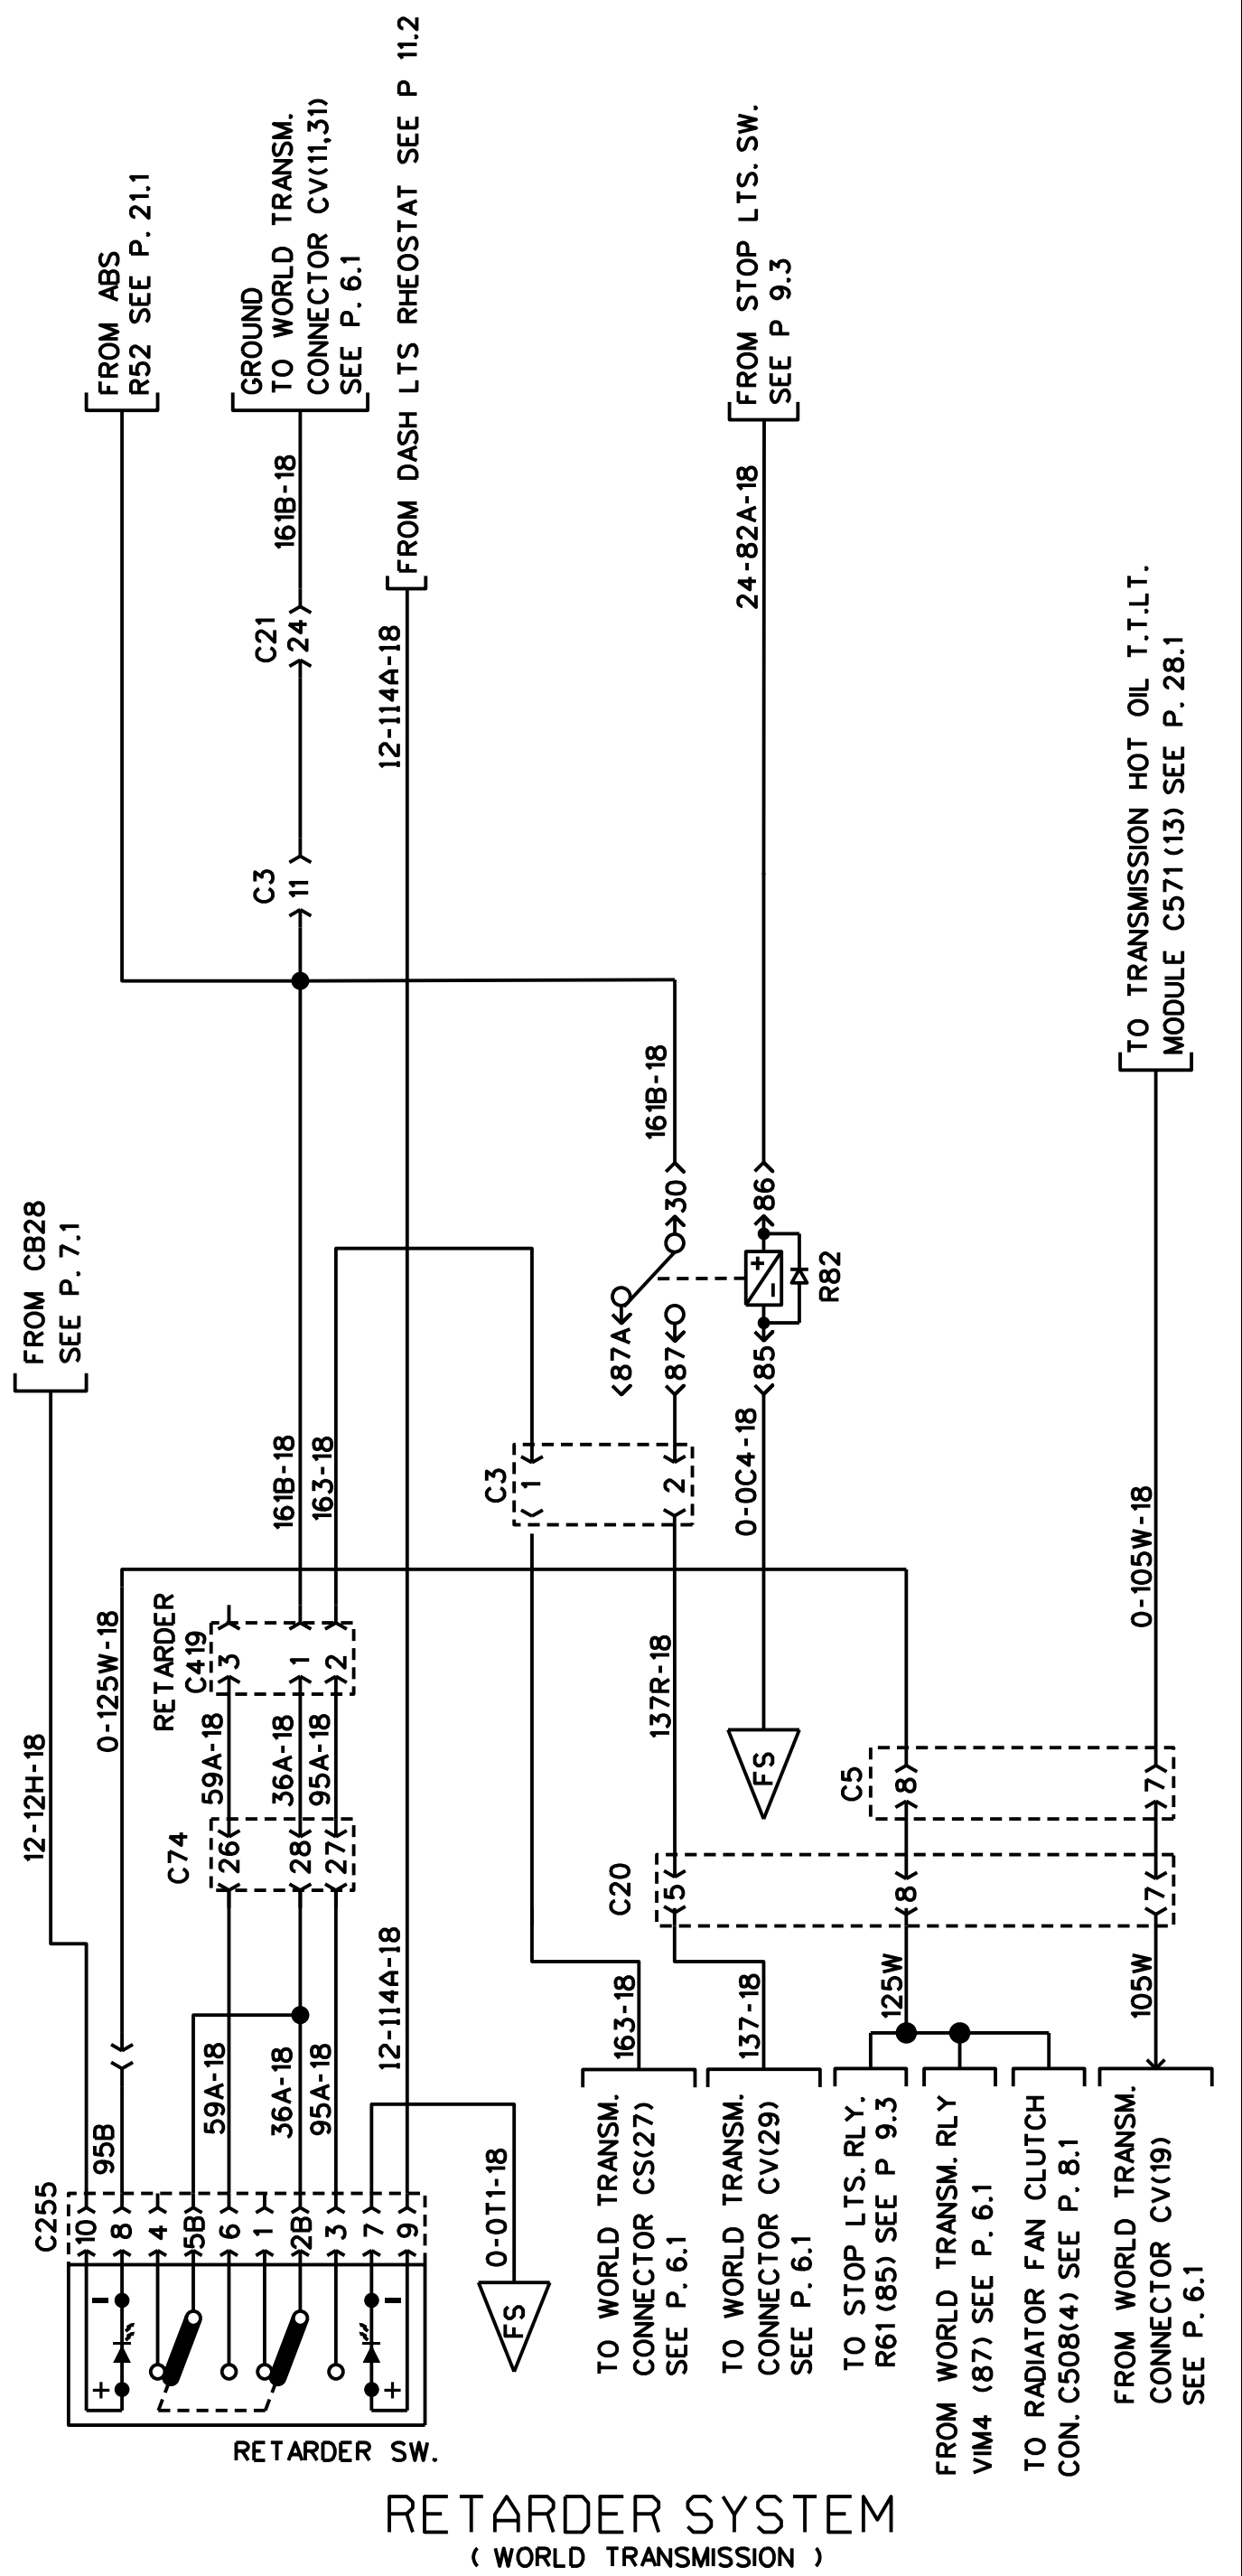 RETARDER SYSTEM
( WORLD TRANSMISSION )
FROM CB28
SEE P. 7.1
12-12H-18
FROM ABS
R52 SEE P. 21.1
0-125W-18
95B
GROUND
TO WORLD TRANSM.
CONNECTOR CV(11,31)
SEE P. 6.1
161B-18
C21
24
C3
11
161B-18
163-18
FROM DASH LTS RHEOSTAT SEE P 11.2
12-114A-18
12-114A-18
RETARDER
C419
3
1
2
59A-18
36A-18
95A-18
C74
26
28
27
59A-18
36A-18
95A-18
C255
10
8
4
5B
6
1
2B
3
7
9
+
-
+
-
RETARDER SW.
0-0T1-18
FS
FROM STOP LTS. SW.
SEE P 9.3
24-82A-18
161B-18
30
86
87A
87
85
+
-
R82
C3
1
2
0-0C4-18
FS
137R-18
C5
8
7
C20
5
8
7
163-18
137-18
125W
105W
0-105W-18
TO TRANSMISSION HOT OIL T.T.LT.
MODULE C571(13) SEE P. 28.1
TO WORLD TRANSM.
CONNECTOR CS(27)
SEE P. 6.1
TO WORLD TRANSM.
CONNECTOR CV(29)
SEE P. 6.1
TO STOP LTS. RLY.
R61(85) SEE P 9.3
FROM WORLD TRANSM. RLY
VIM4 (87) SEE P. 6.1
TO RADIATOR FAN CLUTCH
CON. C508(4) SEE P. 8.1
FROM WORLD TRANSM.
CONNECTOR CV(19)
SEE P. 6.1